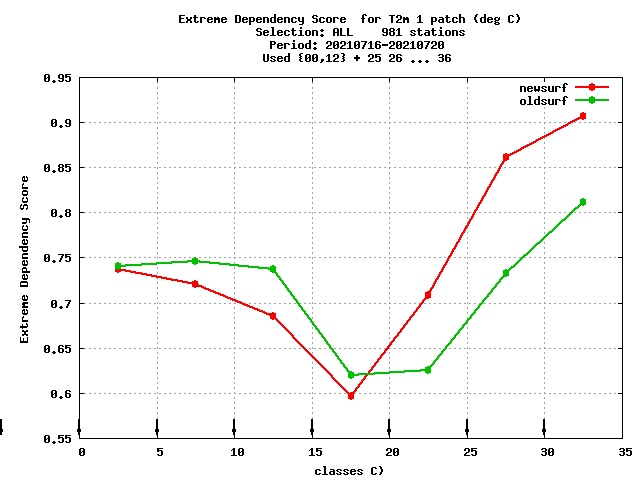 Extreme Dependency Score  for T2m 1 patch (deg C)
Selection: ALL    981 stations
Period: 20210716-20210720
Used {00,12} + 25 26 ... 36
newsurf
oldsurf
0.95
0.9
0.85
0.8
0.75
0.7
0.65
0.6
0.55
Extreme Dependency Score
0 5 10 15 20 25 30 35
classes C)